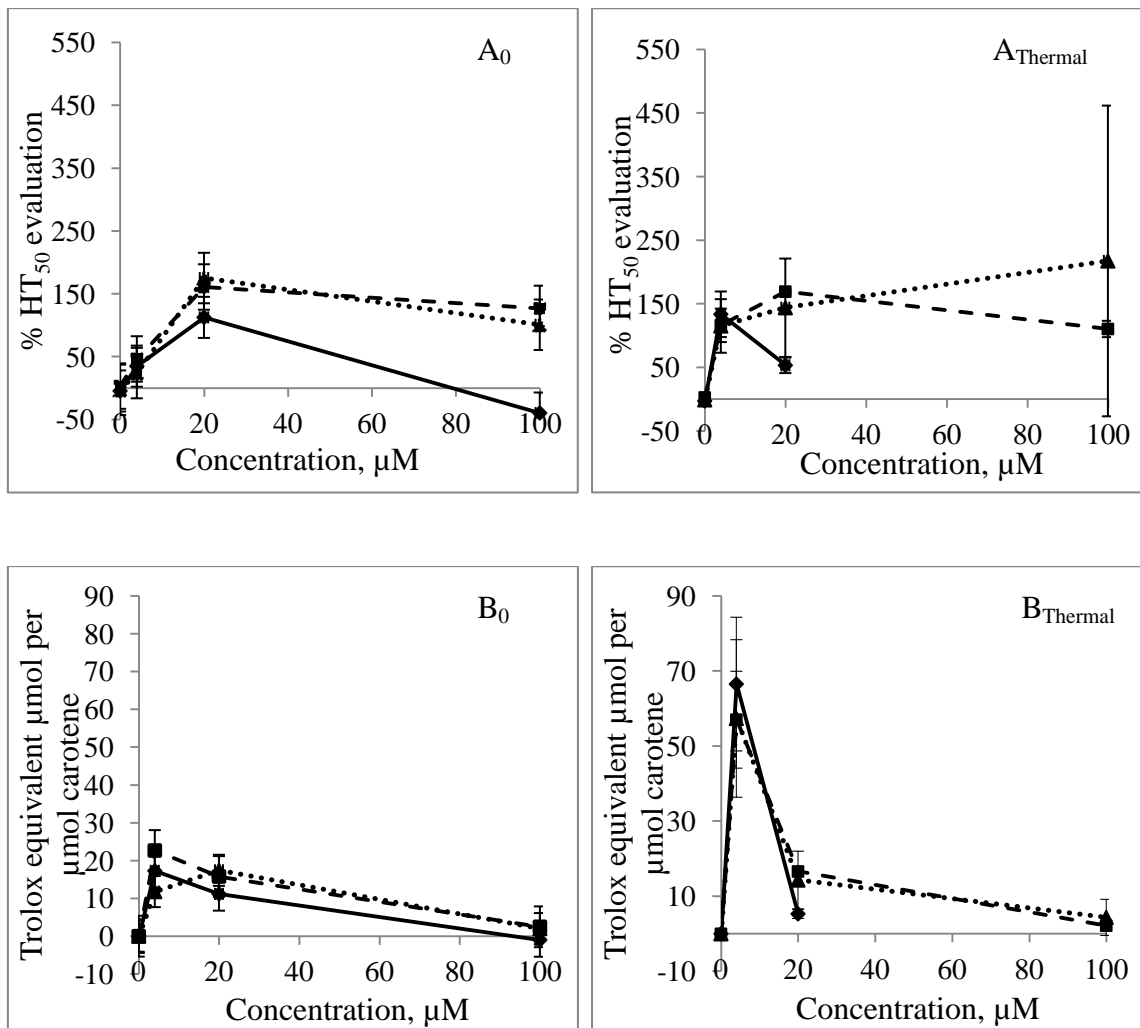 A0
% HT50 evaluation
550
450
350
250
150
50
-50
0 20 40 60 80 100
Concentration, µM
AThermal
% HT50 evaluation
550
450
350
250
150
50
-50
0 20 40 60 80 100
Concentration, µM
B0
Trolox equivalent µmol per
µmol carotene
90
80
70
60
50
40
30
20
10
0
-10
0 20 40 60 80 100
Concentration, µM
BThermal
Trolox equivalent µmol per
µmol carotene
90
80
70
60
50
40
30
20
10
-10
0 20 40 60 80 100
Concentration, µM